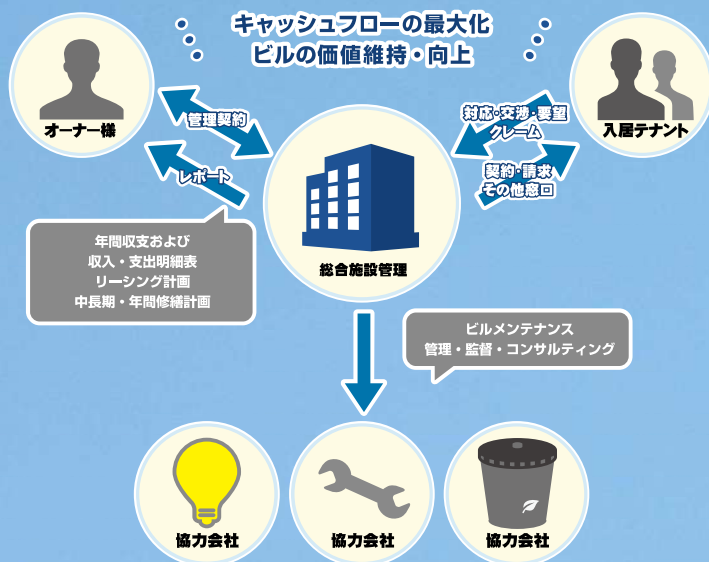 キャッシュフローの最大化
ビルの価値維持・向上
オーナー様
管理契約
レポート
対応・交渉・要望
クレーム
契約・請求
その他窓口
入居テナント
総合施設管理
年間収支および
収入・支出明細表
リーシング計画
中長期・年間修繕計画
ビルメンテナンス
管理・監督・コンサルティング
協力会社
協力会社
協力会社